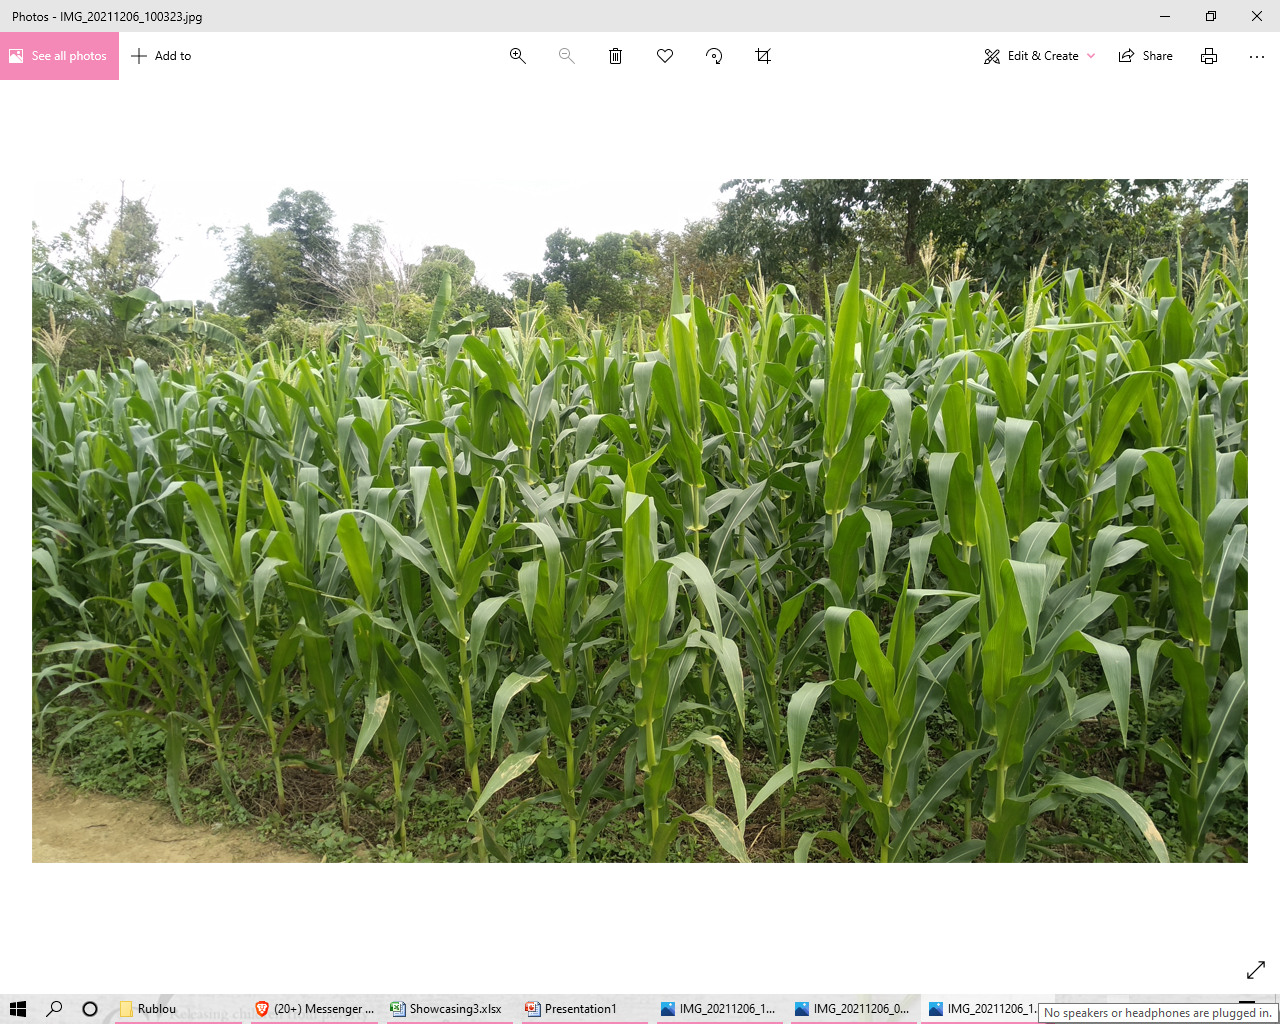 Photos - IMG_20211206_100323.jpg
See all photos
Add to
Edit & Create
Share
Rublou
(20+) Messenger ...
Showcasing3.xlsx
Presentation1
IMG_20211206_1...
IMG_20211206_0...
IMG_20211206_1.
No speakers or headphones are plugged in.